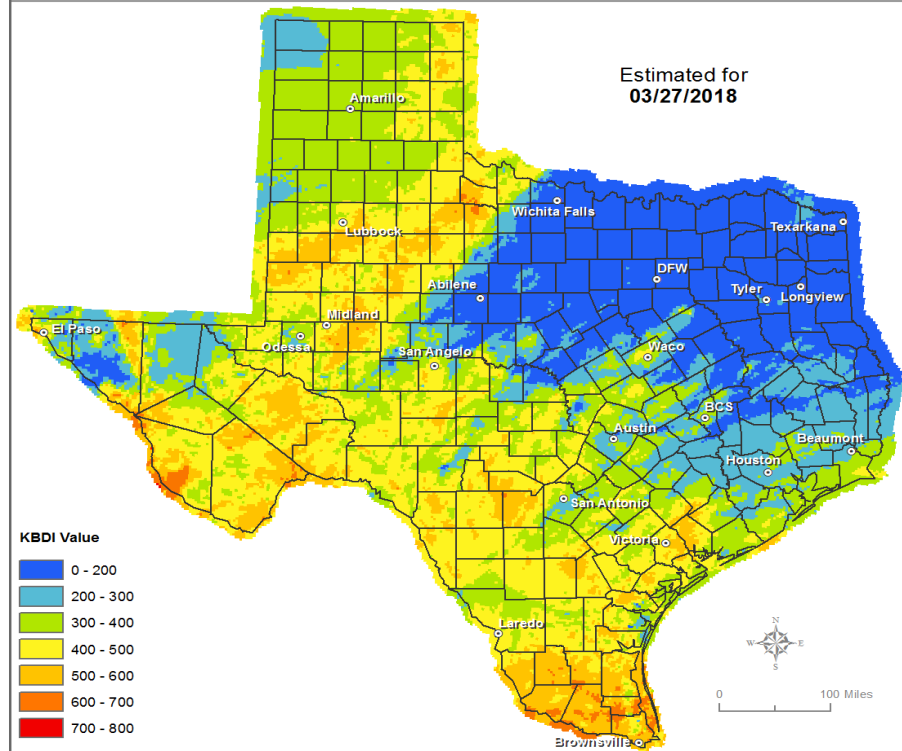 Estimated for
03/27/2018
Amarillo
Wichita Falls
Texarkana
Lubbock
DFW
Abilene
Tyler
Longview
Midland
El Paso
Odessa
San Angelo
Waco
BCS
Austin
Beaumont
Houston
San Antonio
Victoria
Laredo
Brownsville
KBDI Value
0 - 200
200 - 300
300 - 400
400 - 500
500 - 600
600 - 700
700 - 800
N
W
E
S
0 100 Miles